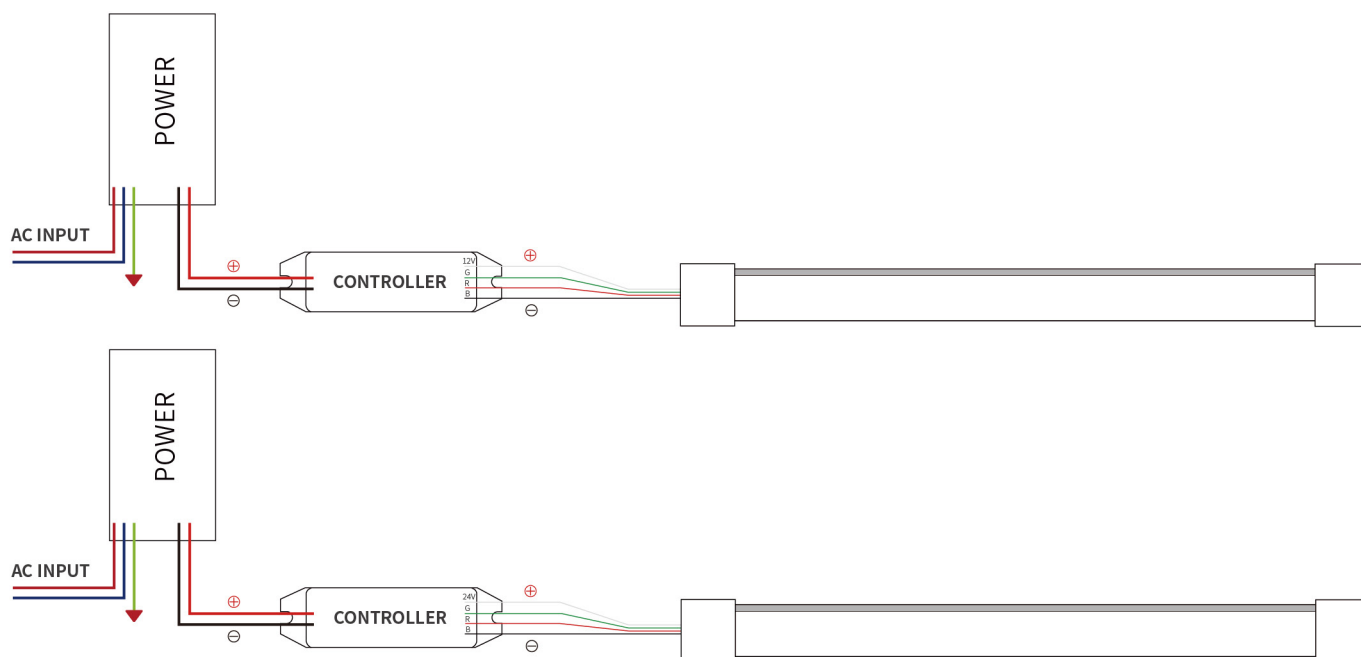 POWER
AC INPUT
⊕
⊖
CONTROLLER
12V
G
R
B
⊕
⊖
POWER
AC INPUT
⊕
⊖
CONTROLLER
24V
G
R
B
⊕
⊖